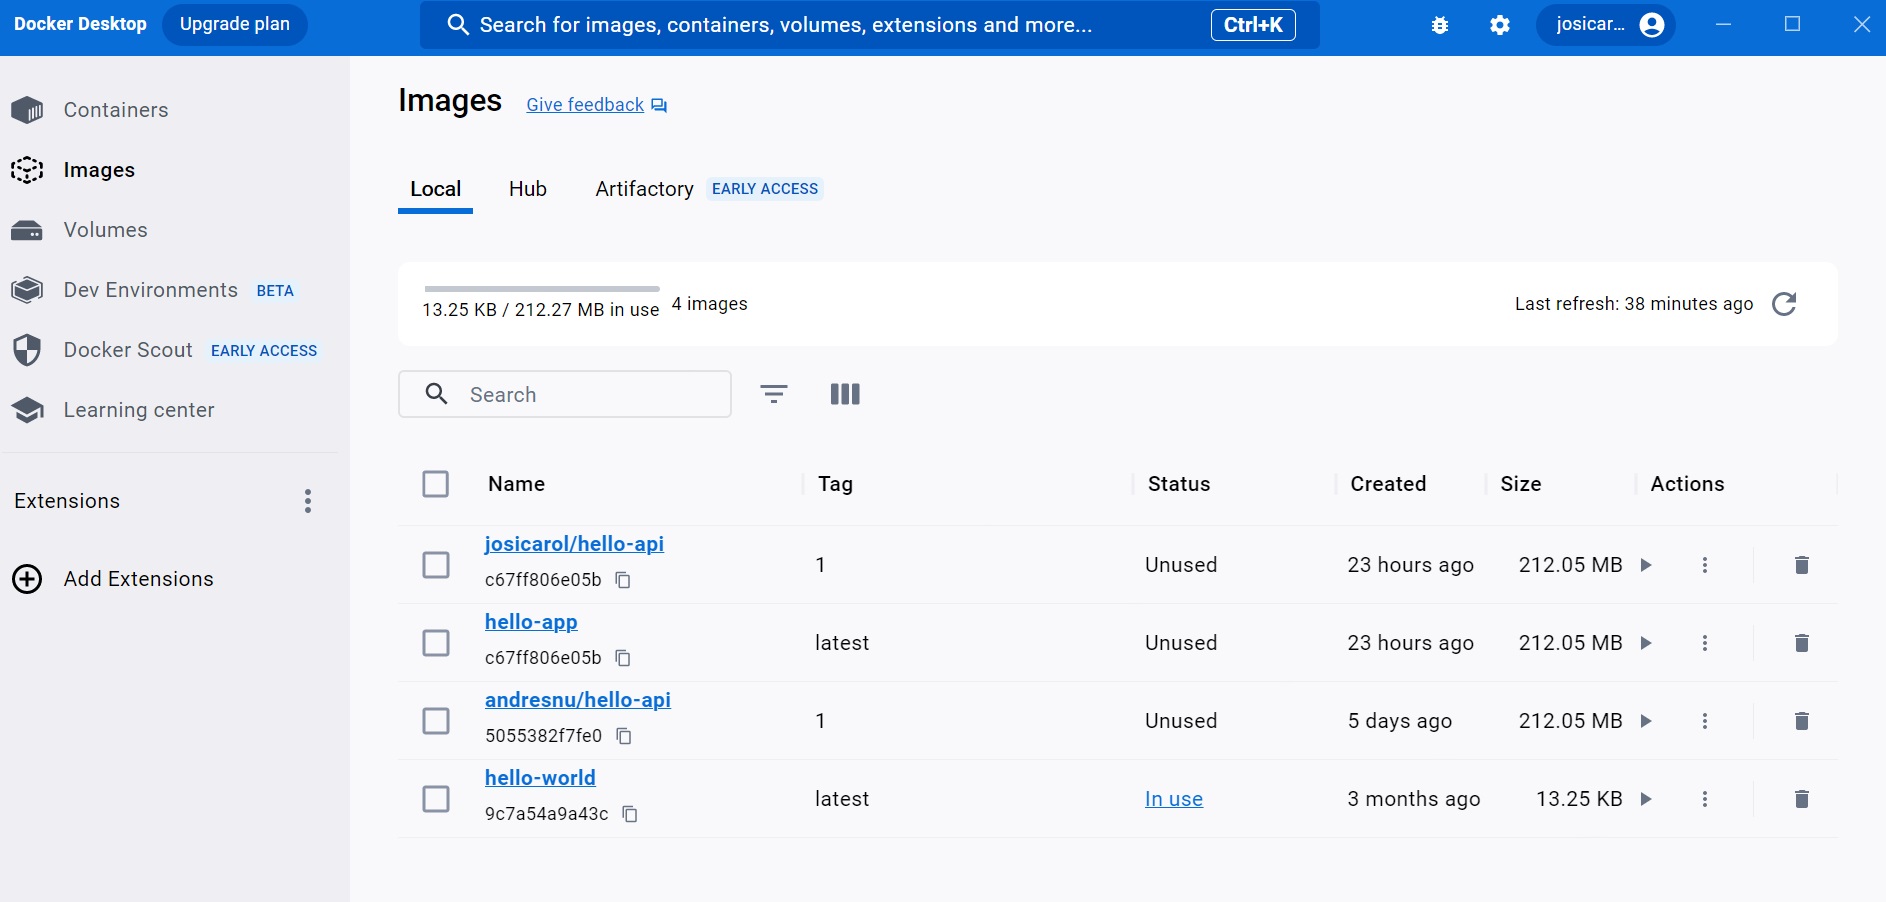 Docker Desktop Upgrade plan Search for images, containers, volumes, extensions and more... Ctrl+K josicar...
Containers
Images
Volumes
Dev Environments BETA
Docker Scout EARLY ACCESS
Learning center
Extensions
Add Extensions
Images Give feedback
Local Hub Artifactory EARLY ACCESS
13.25 KB / 212.27 MB in use 4 images Last refresh: 38 minutes ago
Search
Name Tag Status Created Size Actions
josicarol/hello-api
c67ff806e05b
1 Unused 23 hours ago 212.05 MB
hello-app
c67ff806e05b
latest Unused 23 hours ago 212.05 MB
andresnu/hello-api
5055382f7fe0
1 Unused 5 days ago 212.05 MB
hello-world
9c7a54a9a43c
latest In use 3 months ago 13.25 KB